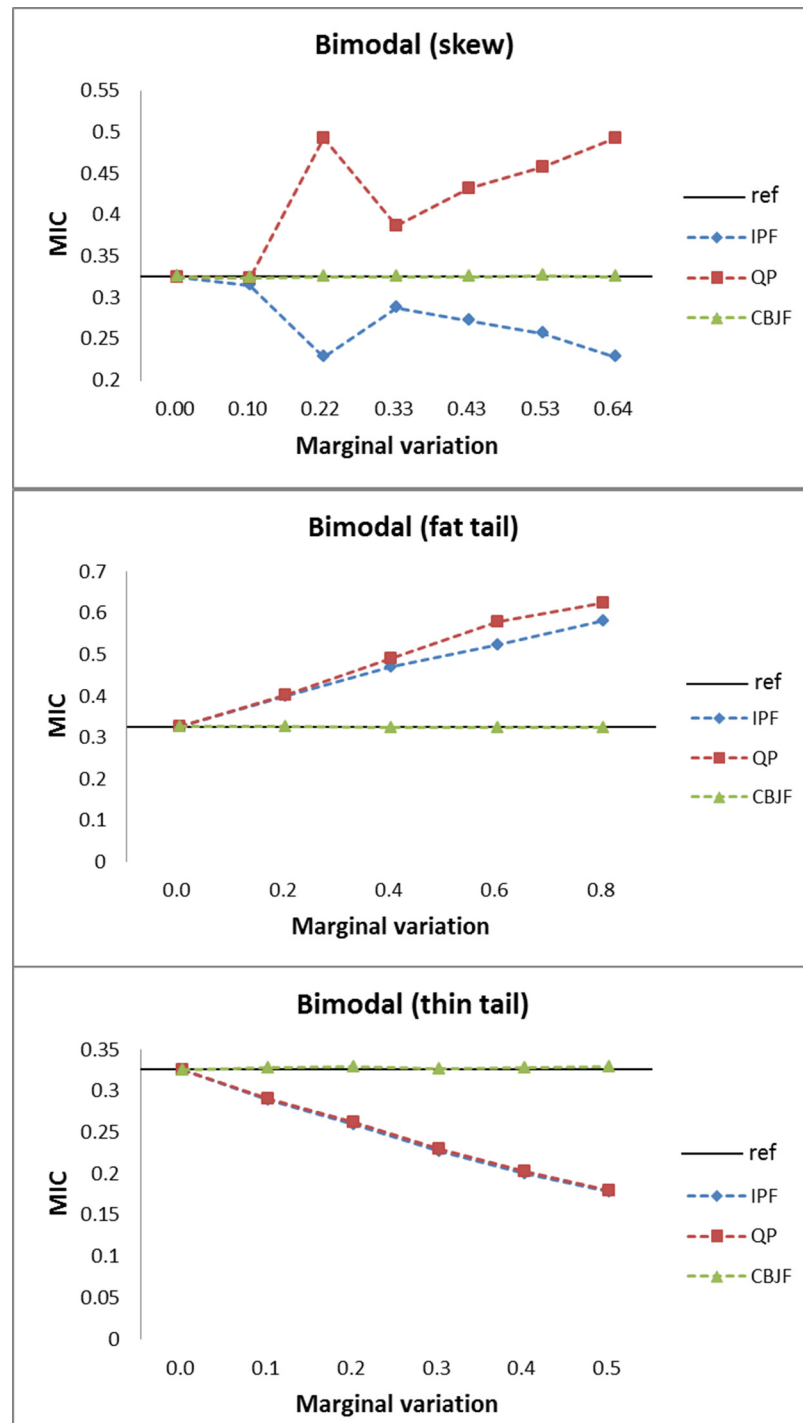 Bimodal (skew)
0.55
0.5
0.45
0.4
0.35
0.3
0.25
0.2
MIC
0.00 0.10 0.22 0.33 0.43 0.53 0.64
Marginal variation
ref
IPF
QP
CBJF
Bimodal (fat tail)
0.7
0.6
0.5
0.4
0.3
0.2
0.1
0
MIC
0.0 0.2 0.4 0.6 0.8
Marginal variation
ref
IPF
QP
CBJF
Bimodal (thin tail)
0.35
0.3
0.25
0.2
0.15
0.1
0.05
0
MIC
0.0 0.1 0.2 0.3 0.4 0.5
Marginal variation
ref
IPF
QP
CBJF